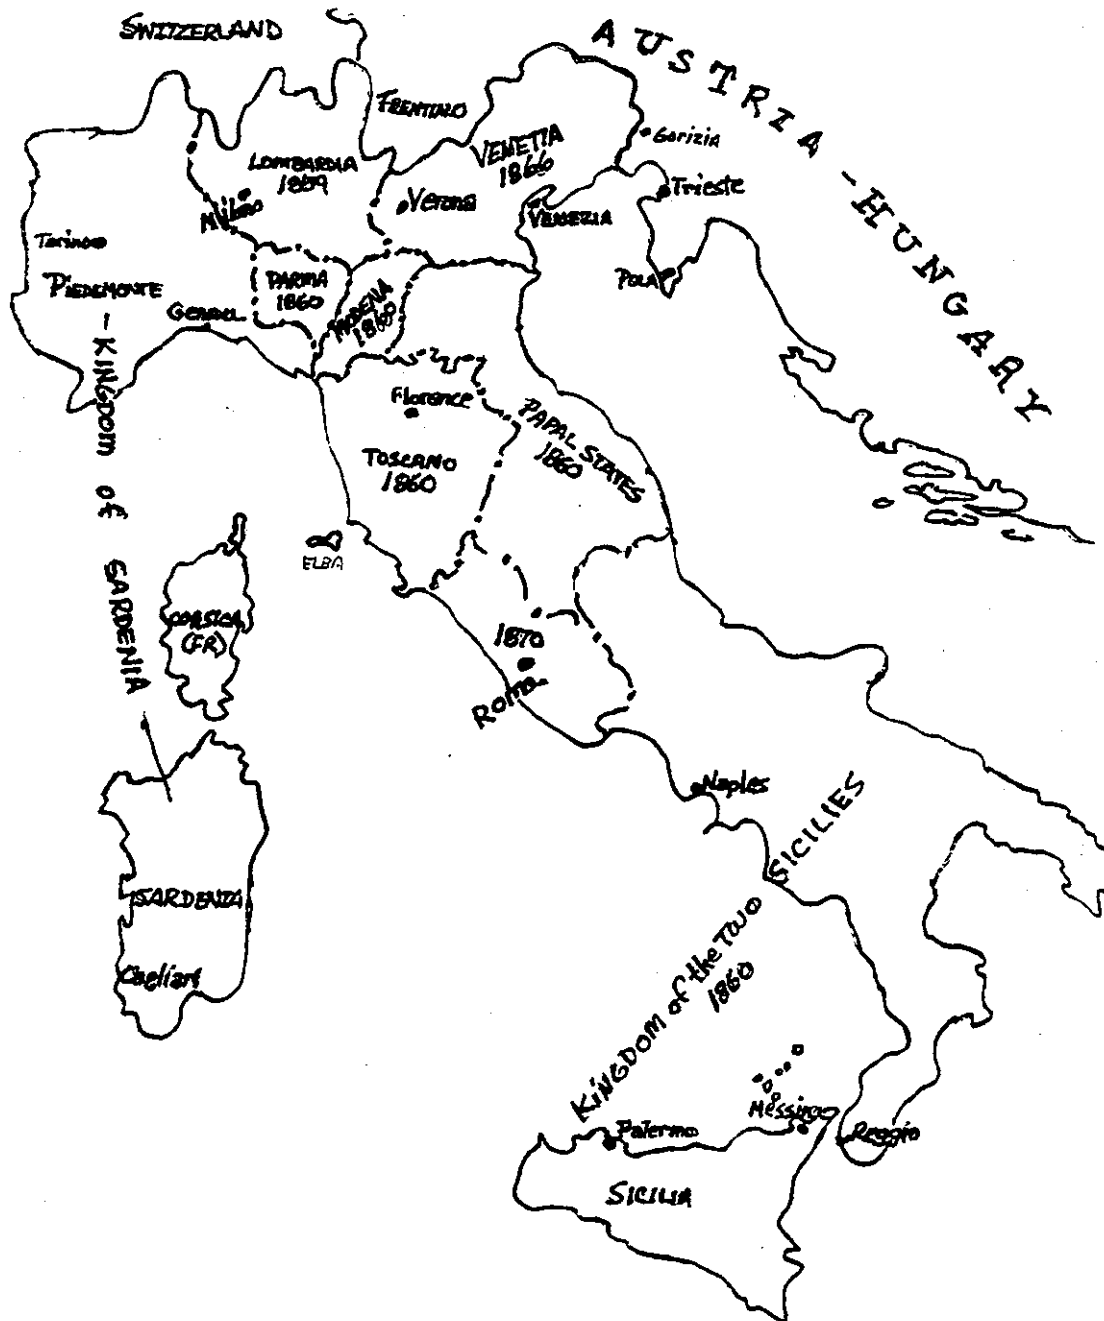 SWITZERLAND
AUSTRIA-HUNGARY
FRENTINO
Gorizia
LOMBARDIA
1859
VENETIA
1866
Trieste
Milano
Verona
VENEZIA
Torino
PARMA
1860
MODENA
1860
POLA
PIEDEMONTE
Genova
-KINGDOM of SARDENIA
Florence
PAPAL STATES
1860
TOSCANO
1860
ELBA
CORSICA
(FR)
1870
Roma
Naples
KINGDOM of the TWO SICILIES
1860
SARDENIA
Cagliari
Messina
Reggio
Palermo
SICILIA